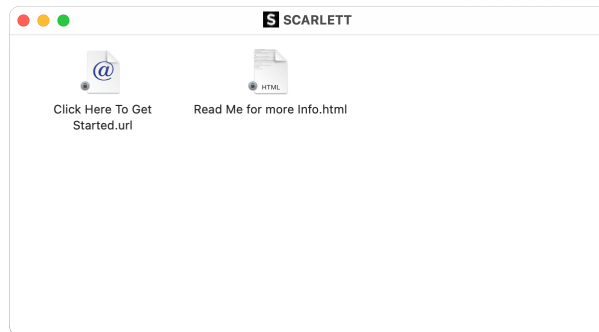 S SCARLETT
@
HTML
Click Here To Get
Started.url
Read Me for more Info.html